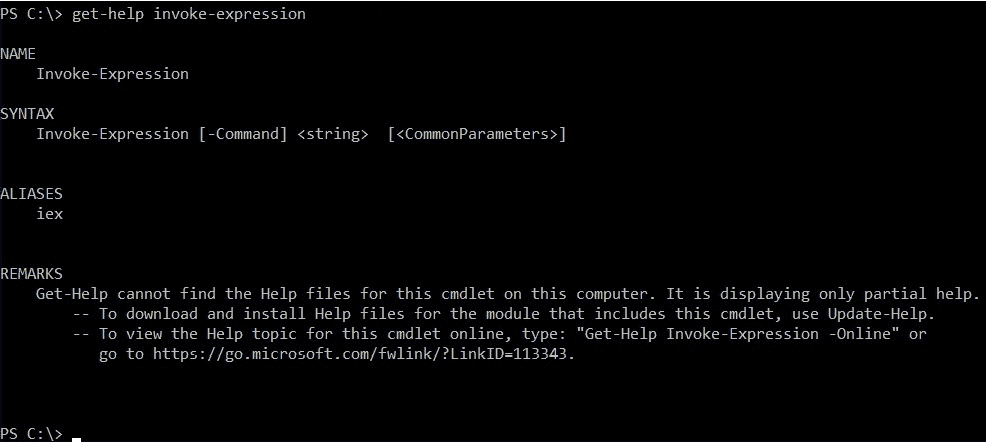 PS C:\> get-help invoke-expression
NAME
Invoke-Expression
SYNTAX
Invoke-Expression [-Command] <string>  [<CommonParameters>]
ALIASES
iex
REMARKS
Get-Help cannot find the Help files for this cmdlet on this computer. It is displaying only partial help.
-- To download and install Help files for the module that includes this cmdlet, use Update-Help.
-- To view the Help topic for this cmdlet online, type: "Get-Help Invoke-Expression -Online" or
go to https://go.microsoft.com/fwlink/?LinkID=113343.
PS C:\>